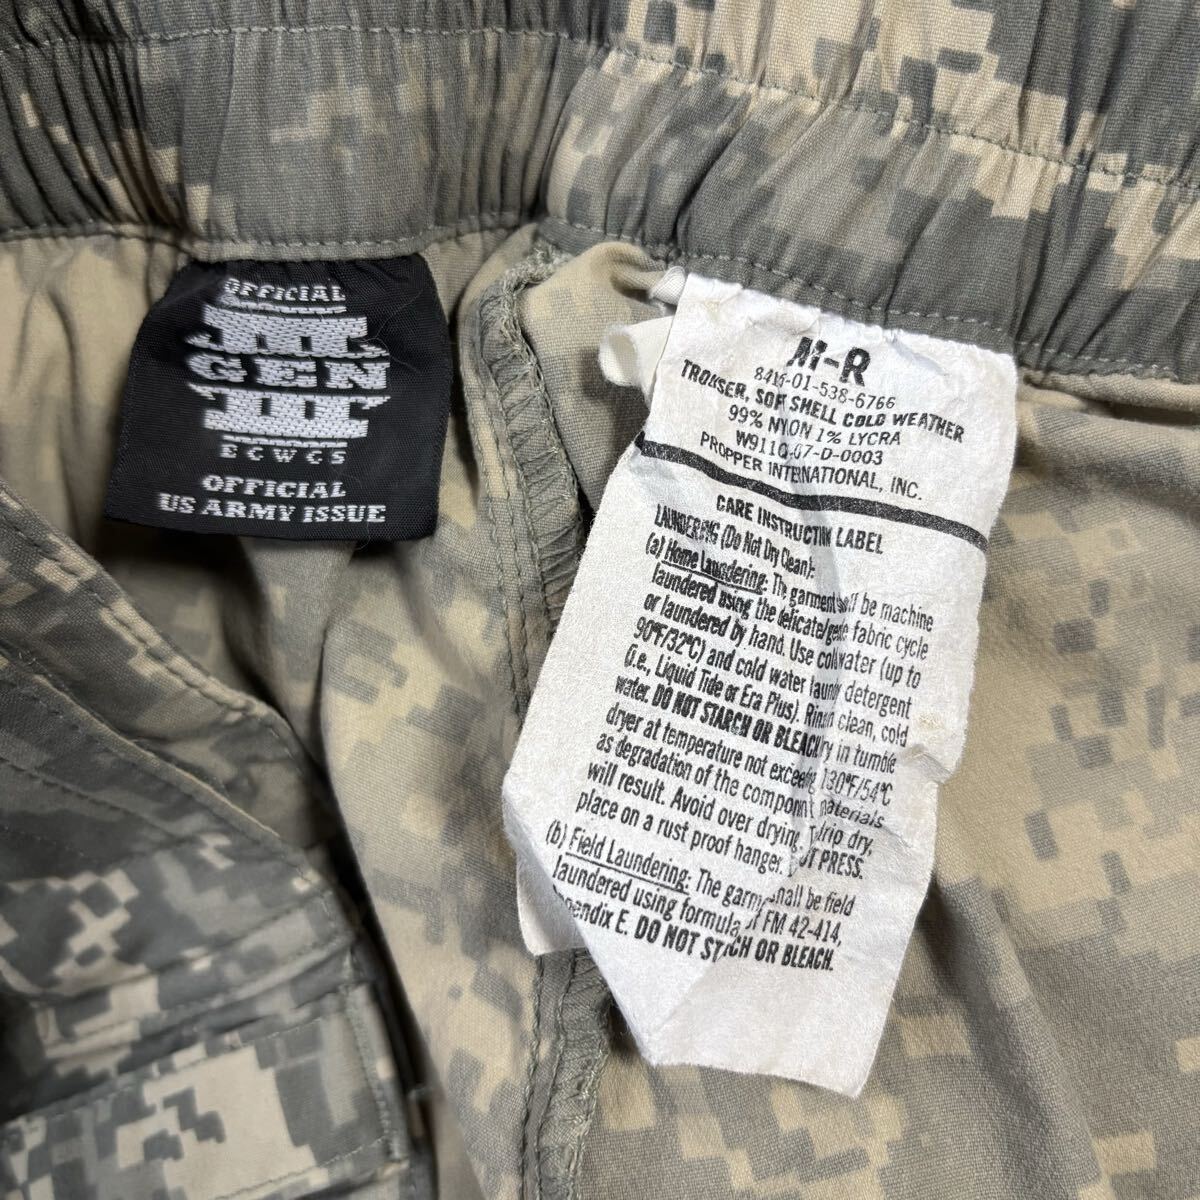 OFFICIAL
III
GEN
III
ECWCS
OFFICIAL
US ARMY ISSUE
M-R
8415-01-538-6766
TROUSER, SOFT SHELL COLD WEATHER
99% NYLON 1% LYCRA
W911Q-07-D-0003
PROPPER INTERNATIONAL, INC.
CARE INSTRUCTION LABEL
LAUNDERING (Do Not Dry Clean):
(a) Home Laundering: The garment shall be machine
laundered using the delicate/gentle fabric cycle
or laundered by hand. Use cold water (up to
90°F/32°C) and cold water laundry detergent
(i.e., Liquid Tide or Era Plus). Rinse clean, cold
water. DO NOT STARCH OR BLEACH. Dry in tumble
dryer at temperature not exceeding 130°F/54°C
as degradation of the component materials
will result. Avoid over drying. To drip dry,
place on a rust proof hanger. NOT PRESS.
(b) Field Laundering: The garment shall be field
laundered using formula of FM 42-414,
Appendix E. DO NOT STARCH OR BLEACH.